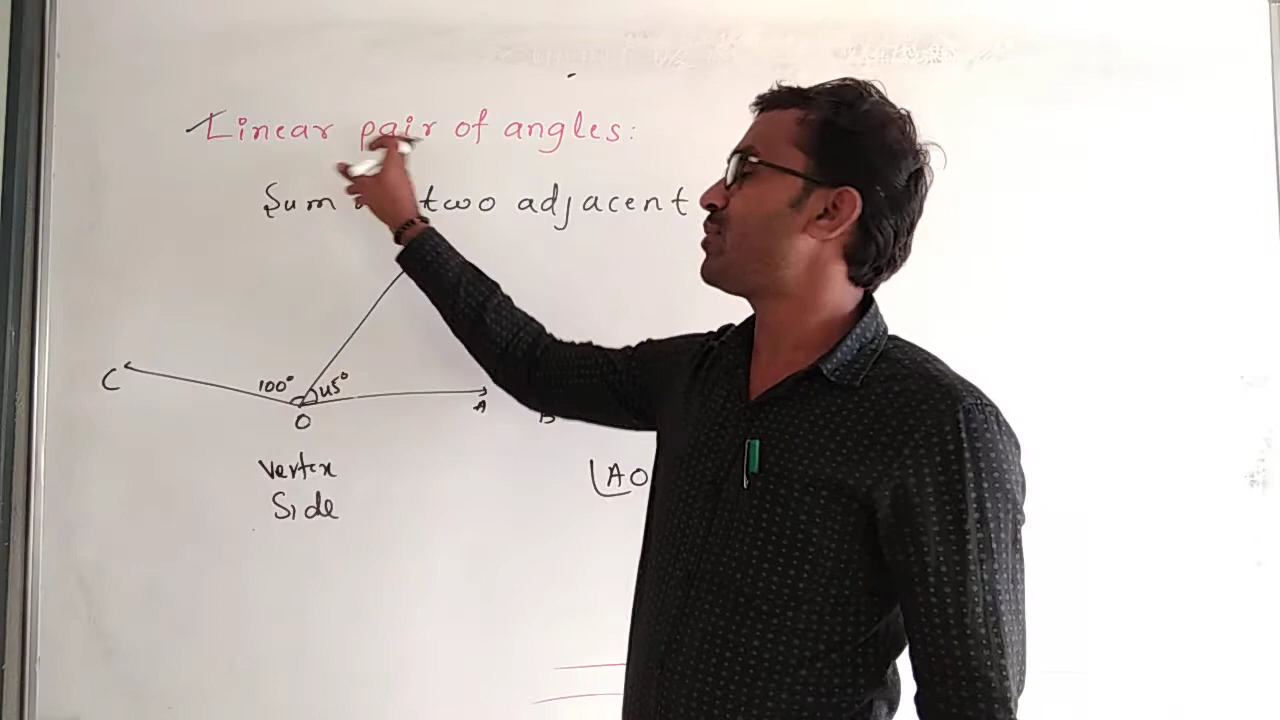 Linear pair of angles:
Sum two adjacent
C 100° 45° A
O
B
Vertex
Side
∠AO